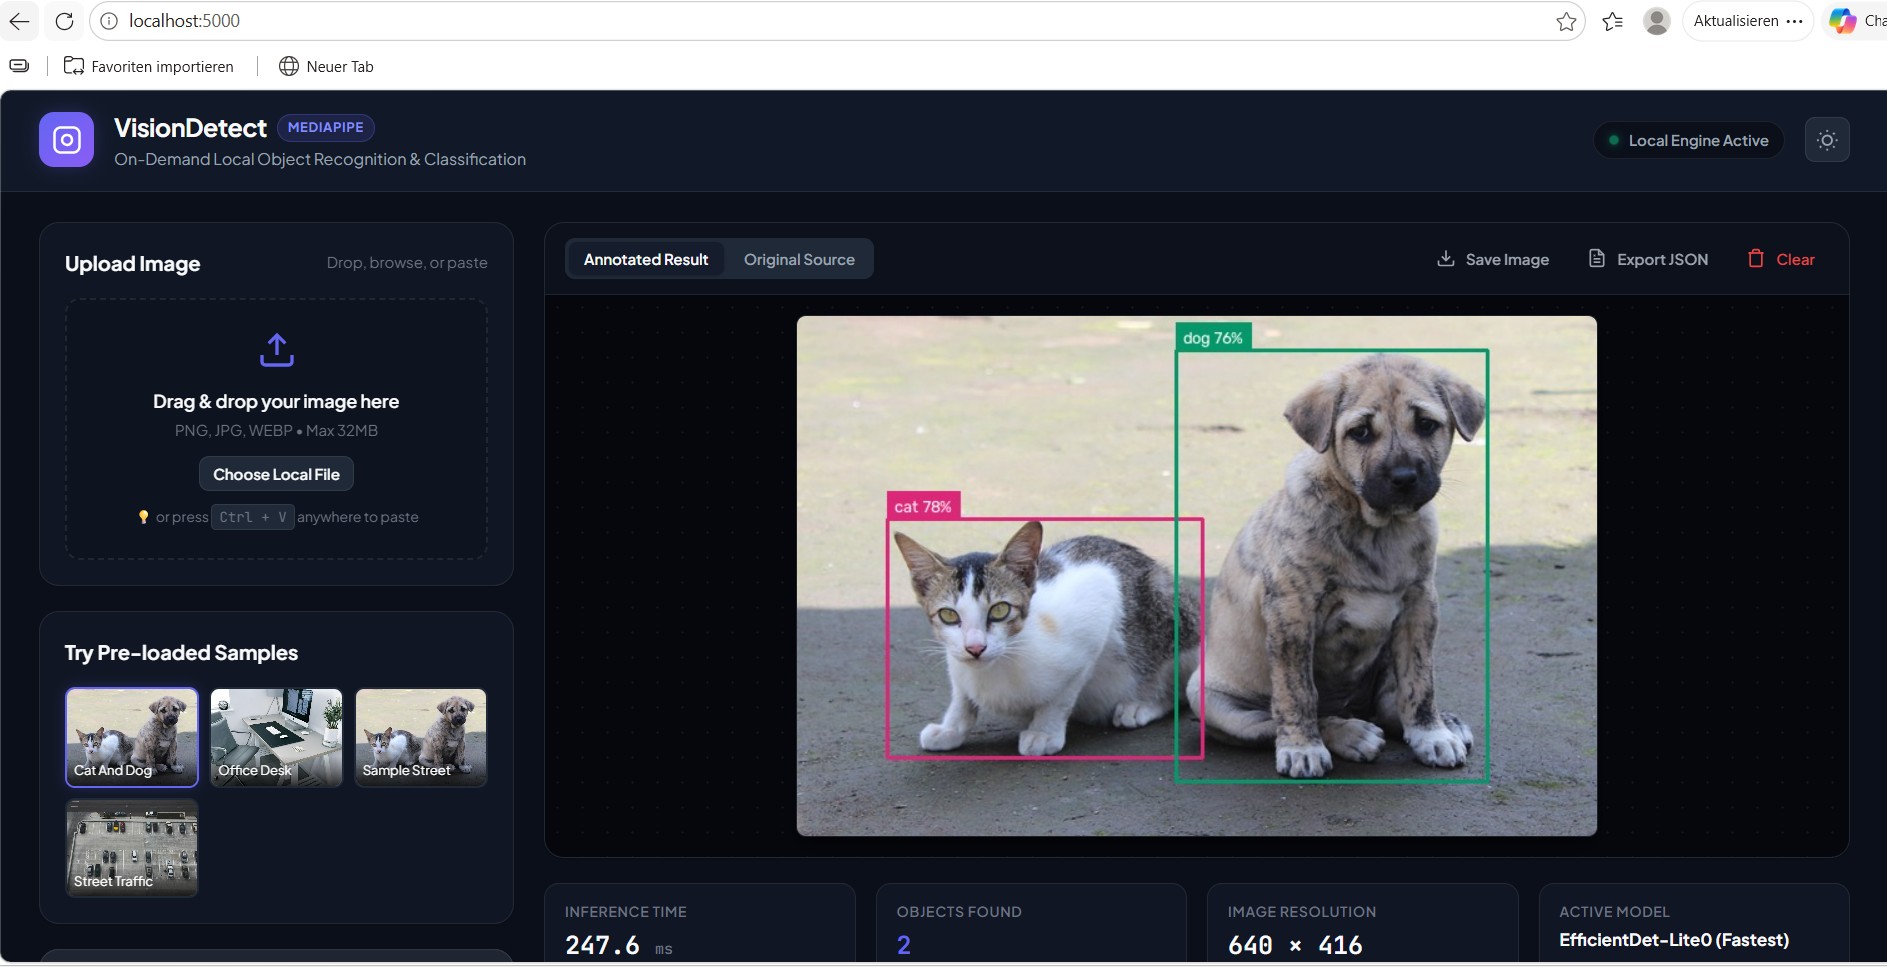 localhost:5000
Aktualisieren ...
Cha
Favoriten importieren
Neuer Tab
VisionDetect
MEDIAPIPE
On-Demand Local Object Recognition & Classification
Local Engine Active
Upload Image
Drop, browse, or paste
Drag & drop your image here
PNG, JPG, WEBP • Max 32MB
Choose Local File
or press Ctrl + V anywhere to paste
Try Pre-loaded Samples
Cat And Dog
Office Desk
Sample Street
Street Traffic
Annotated Result
Original Source
Save Image
Export JSON
Clear
dog 76%
cat 78%
INFERENCE TIME
247.6 ms
OBJECTS FOUND
2
IMAGE RESOLUTION
640 × 416
ACTIVE MODEL
EfficientDet-Lite0 (Fastest)